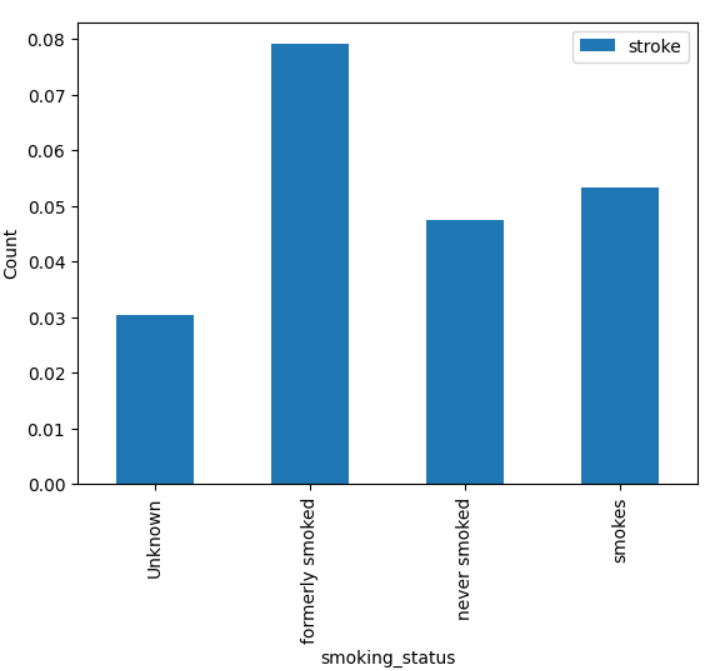 stroke
0.08
0.07
0.06
0.05
0.04
0.03
0.02
0.01
0.00
Count
Unknown
formerly smoked
never smoked
smokes
smoking_status